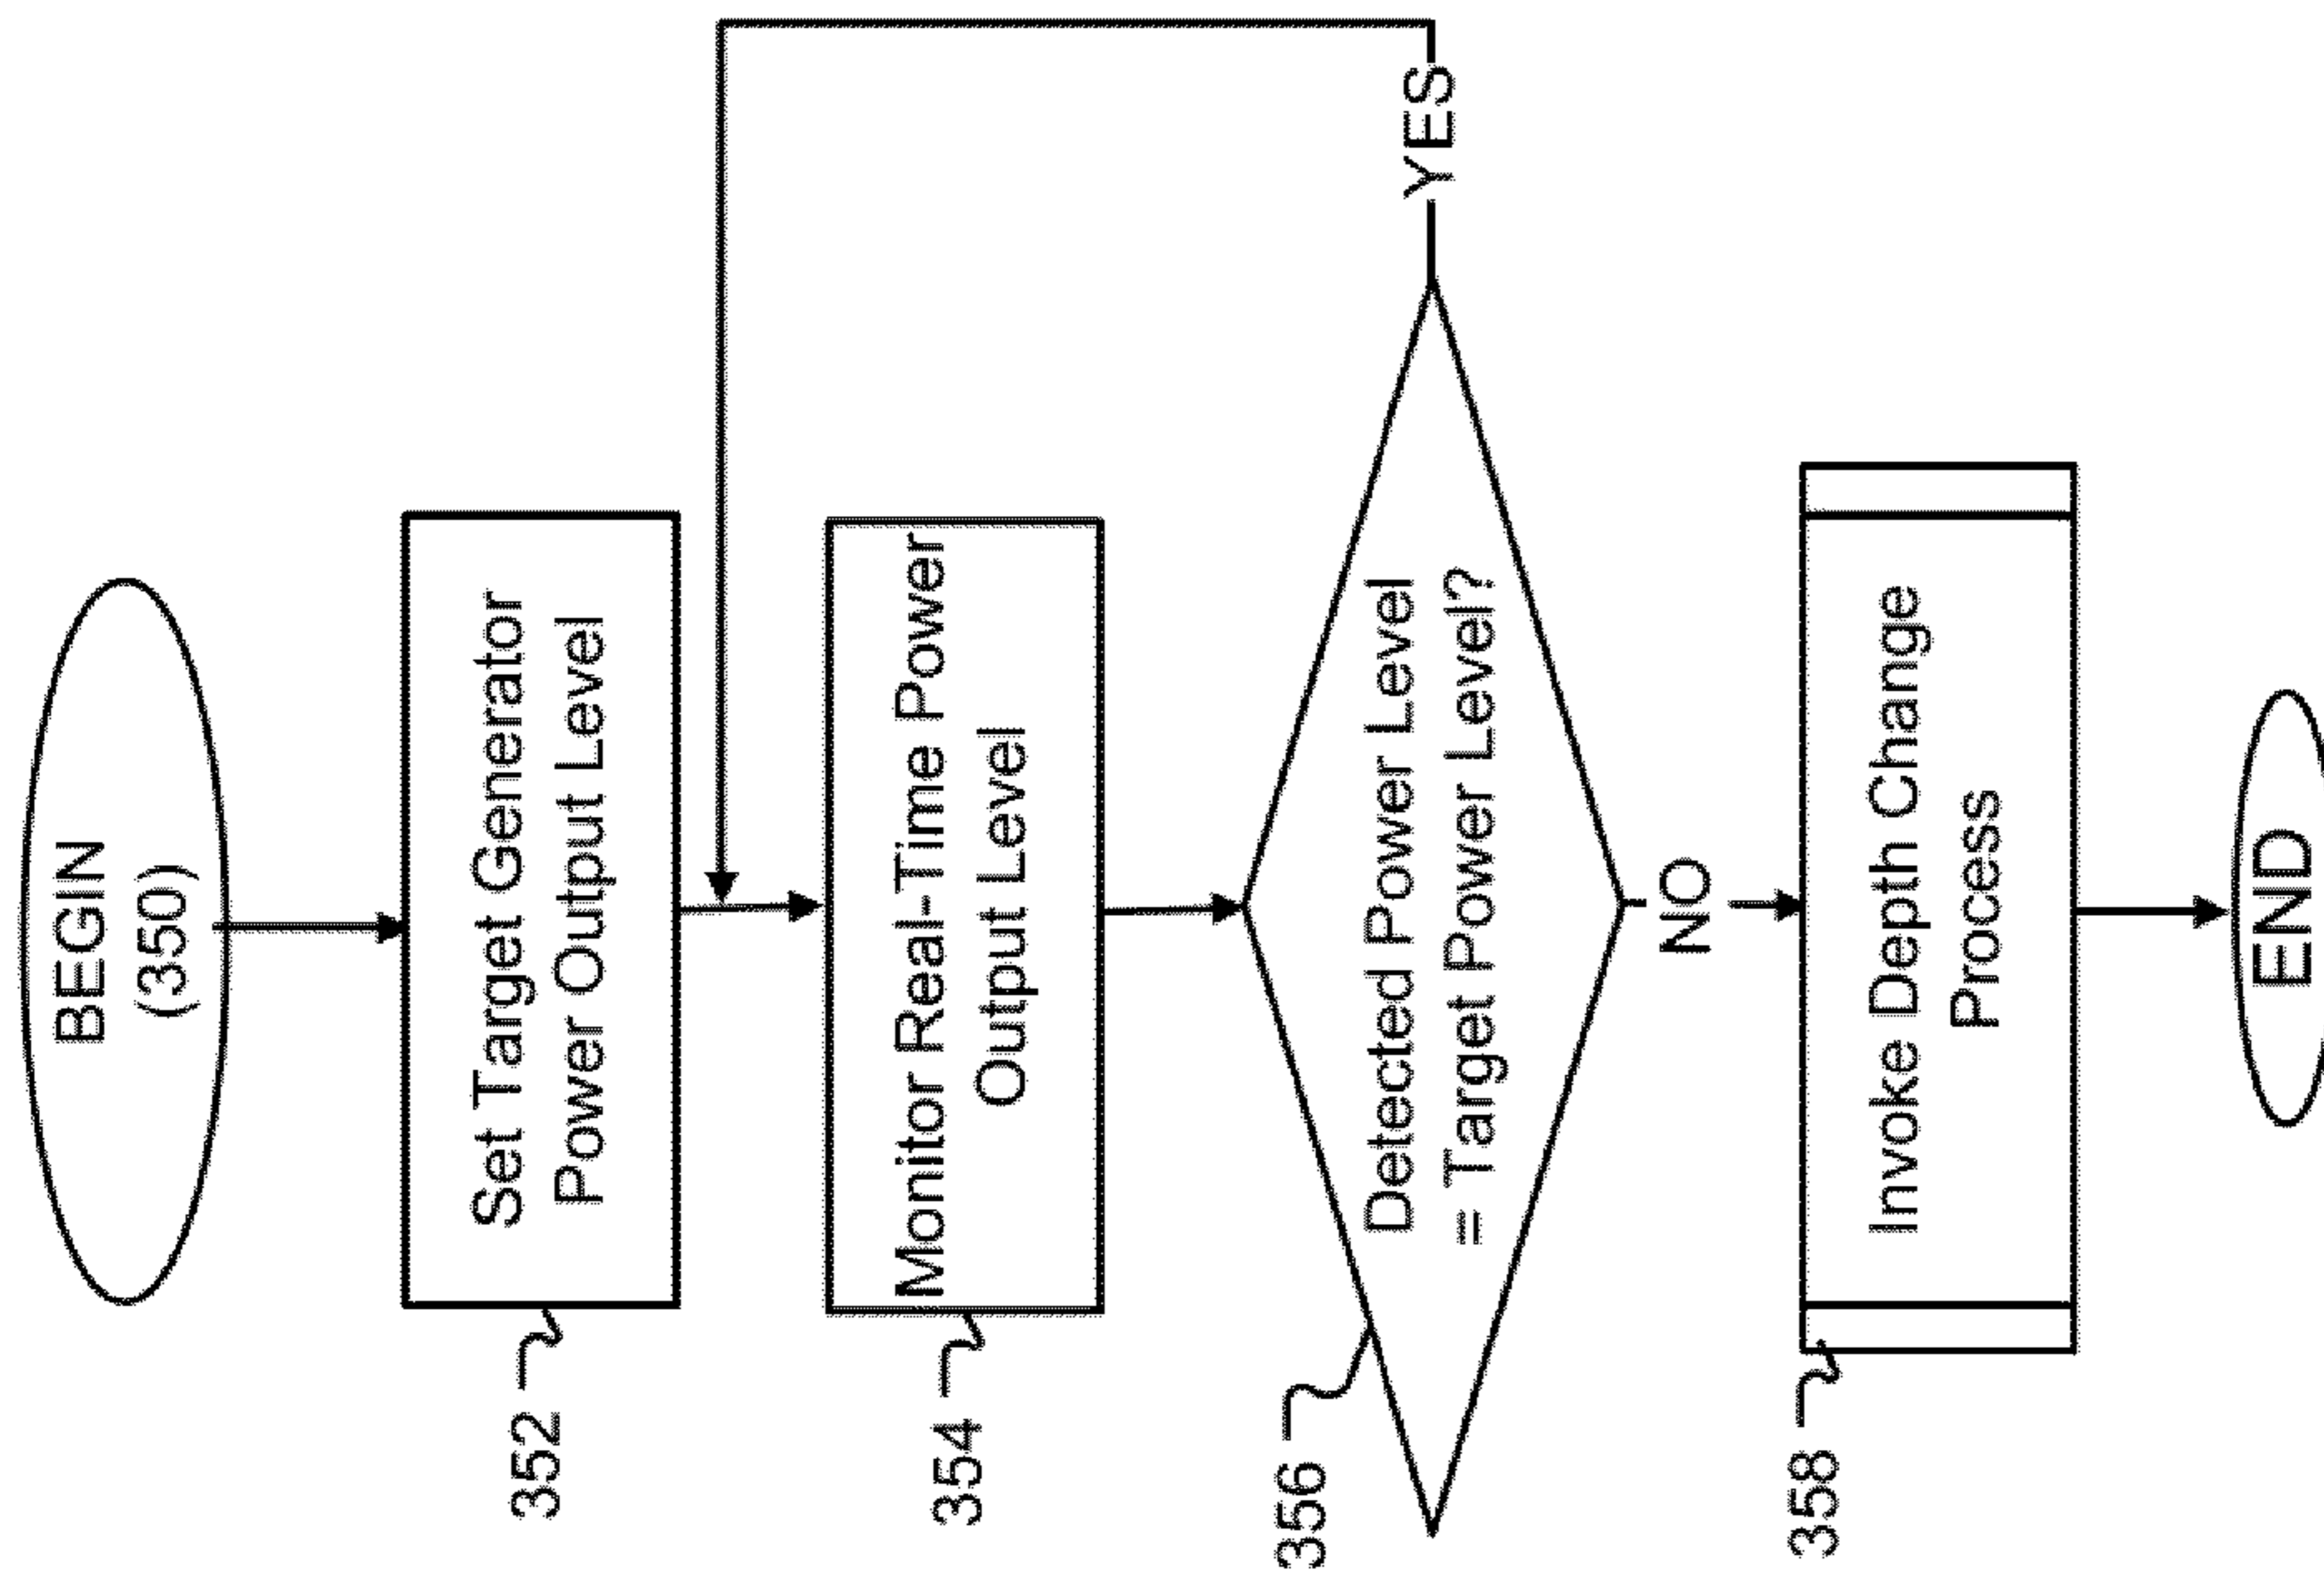 BEGIN
(350)
352
Set Target Generator
Power Output Level
354
Monitor Real-Time Power
Output Level
356
Detected Power Level
= Target Power Level?
YES
NO
358
Invoke Depth Change
Process
END